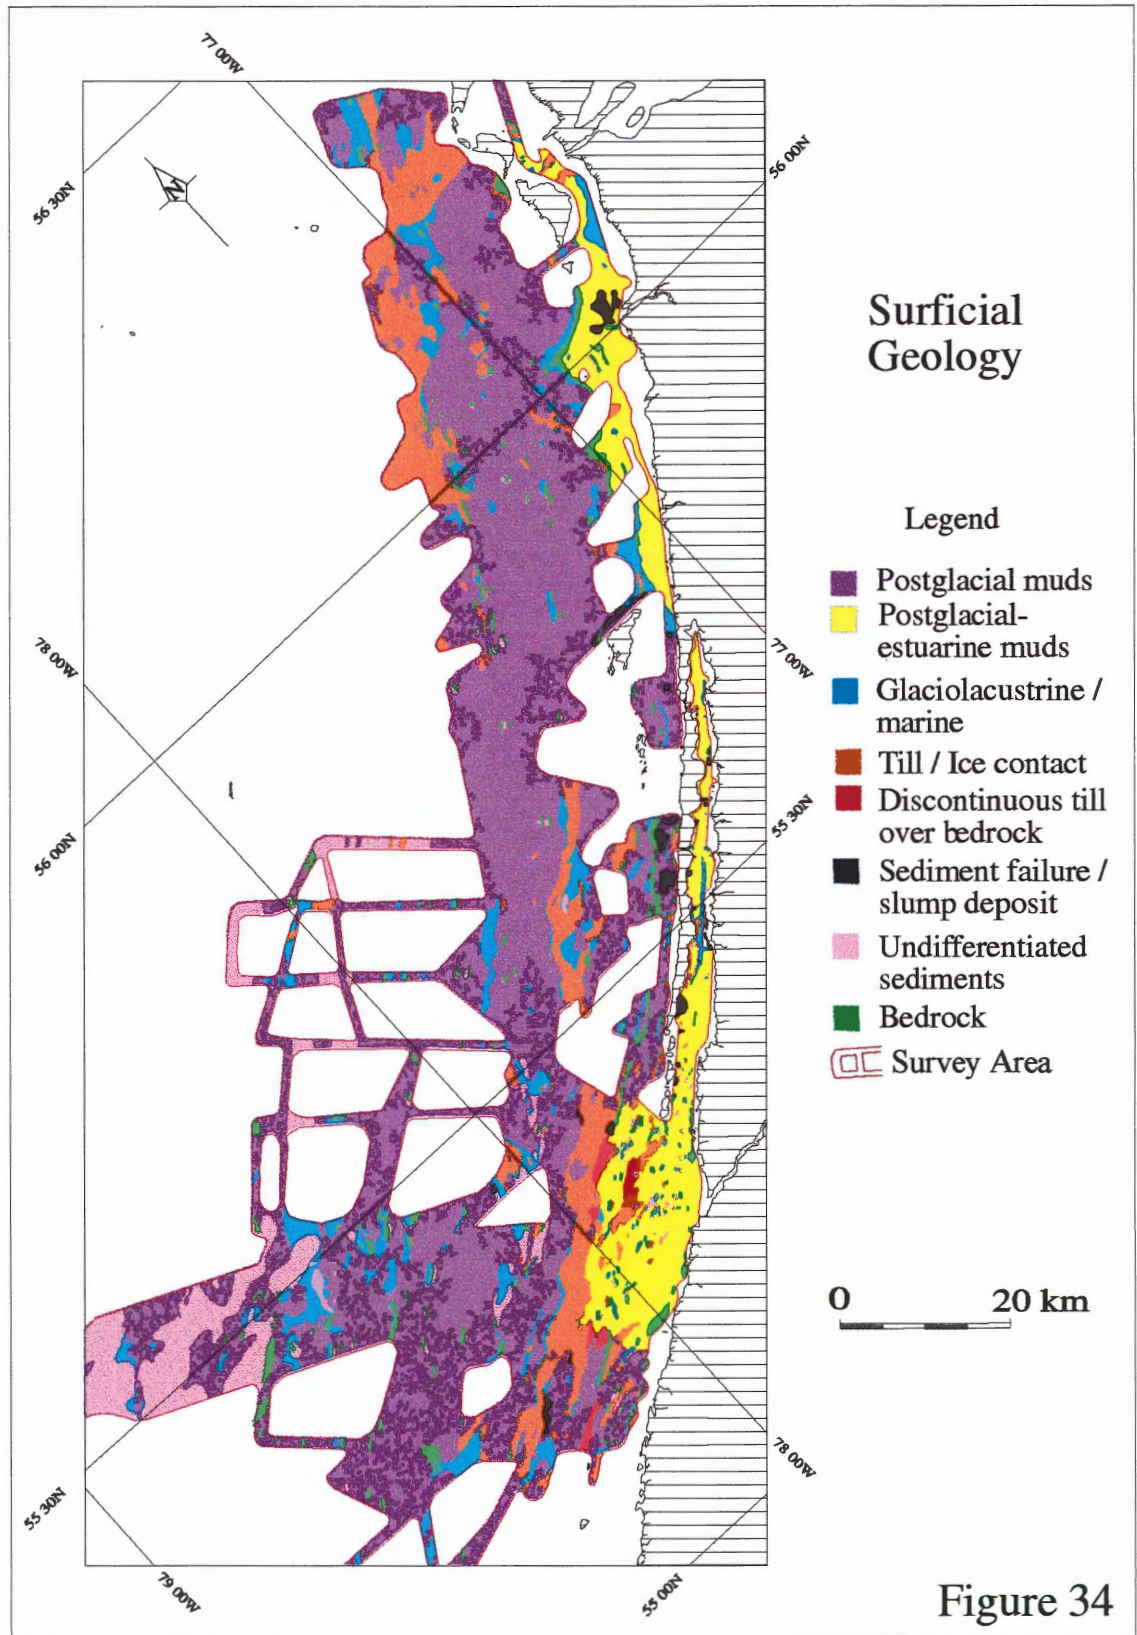 77 00W
56 30N
N
56 00N
Surficial
Geology
Legend
Postglacial muds
Postglacial-
estuarine muds
Glaciolacustrine /
marine
Till / Ice contact
Discontinuous till
over bedrock
Sediment failure /
slump deposit
Undifferentiated
sediments
Bedrock
Survey Area
78 00W
77 00W
55 30N
56 00N
0 20 km
78 00W
55 30N
79 00W
55 00N
Figure 34